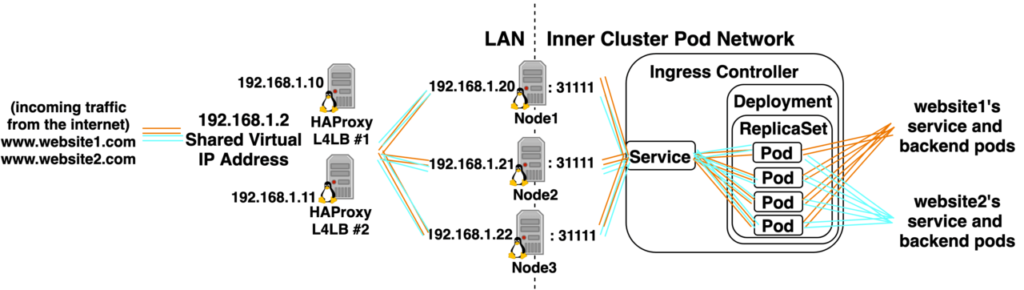 LAN
Inner Cluster Pod Network
(incoming traffic
from the internet)
www.website1.com
www.website2.com
192.168.1.2
Shared Virtual
IP Address
192.168.1.10
HAProxy
L4LB #1
192.168.1.11
HAProxy
L4LB #2
192.168.1.20
: 31111
Node1
192.168.1.21
: 31111
Node2
192.168.1.22
: 31111
Node3
Ingress Controller
Service
Deployment
ReplicaSet
Pod
Pod
Pod
Pod
website1's
service and
backend pods
website2's
service and
backend pods